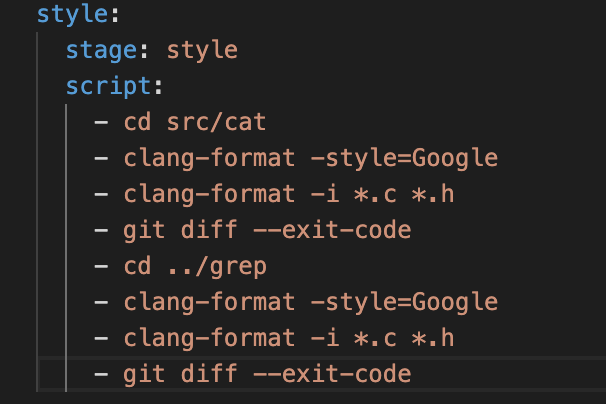 style:
stage: style
script:
- cd src/cat
- clang-format -style=Google
- clang-format -i *.c *.h
- git diff --exit-code
- cd ../grep
- clang-format -style=Google
- clang-format -i *.c *.h
- git diff --exit-code